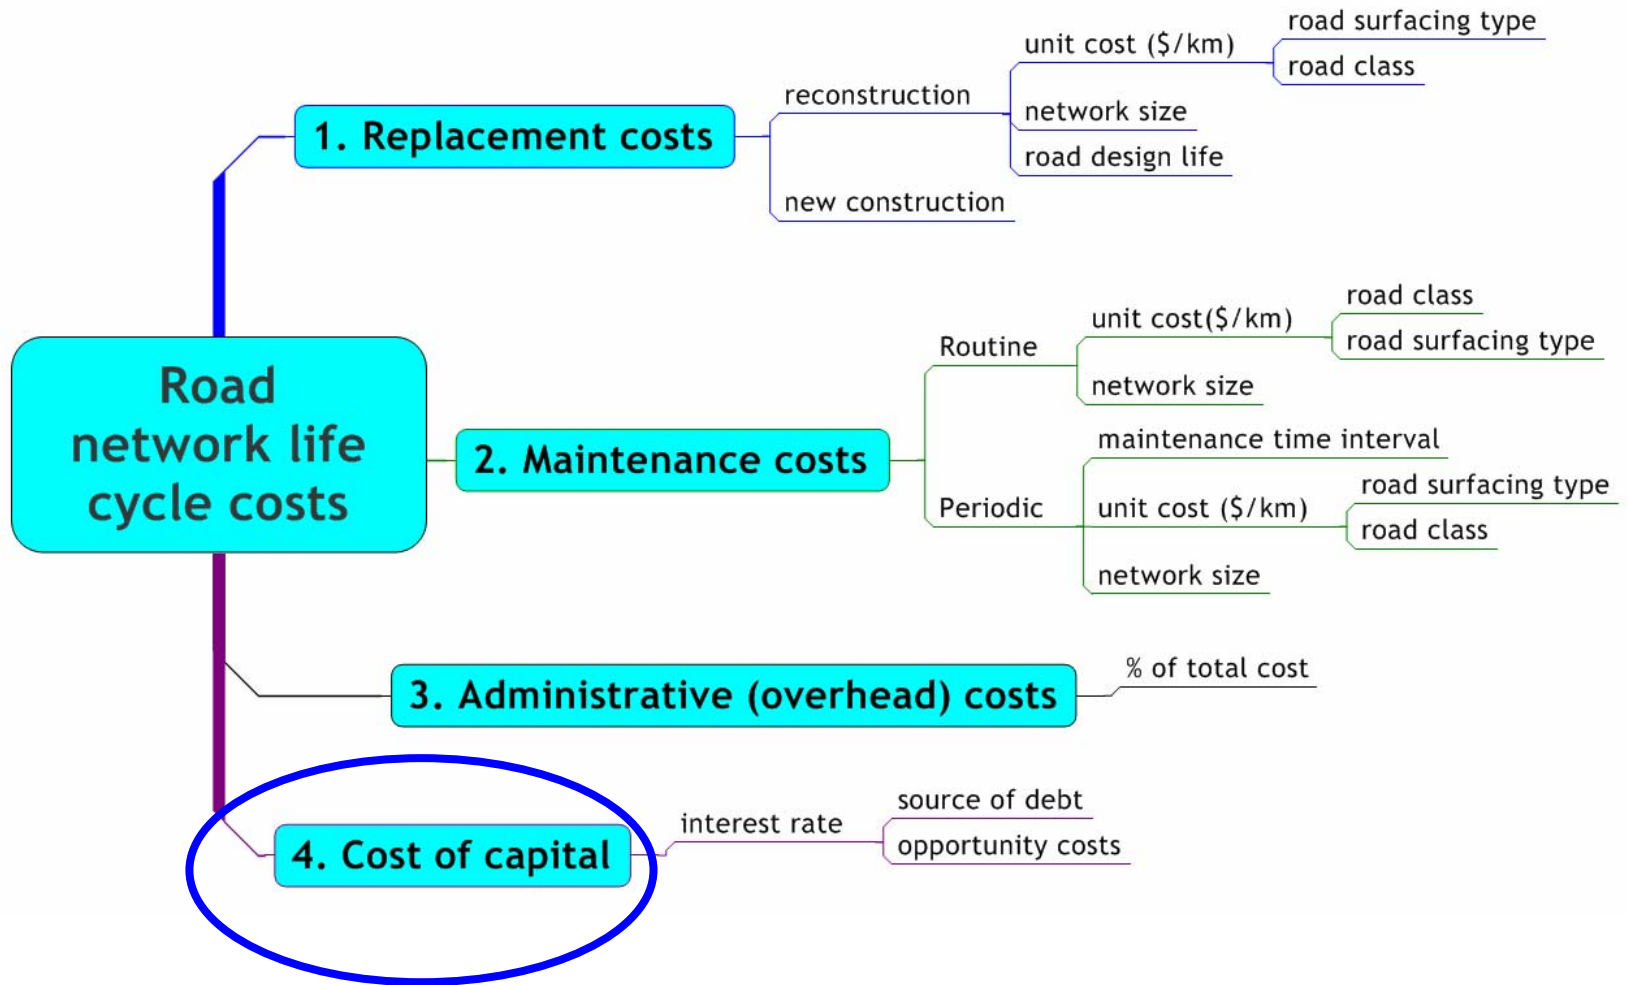 road surfacing type
unit cost ($/km)
road class
reconstruction
network size
1. Replacement costs
road design life
new construction
road class
unit cost($/km)
road surfacing type
Routine
network size
Road
network life
cycle costs
maintenance time interval
2. Maintenance costs
road surfacing type
Periodic
unit cost ($/km)
road class
network size
% of total cost
3. Administrative (overhead) costs
source of debt
interest rate
opportunity costs
4. Cost of capital